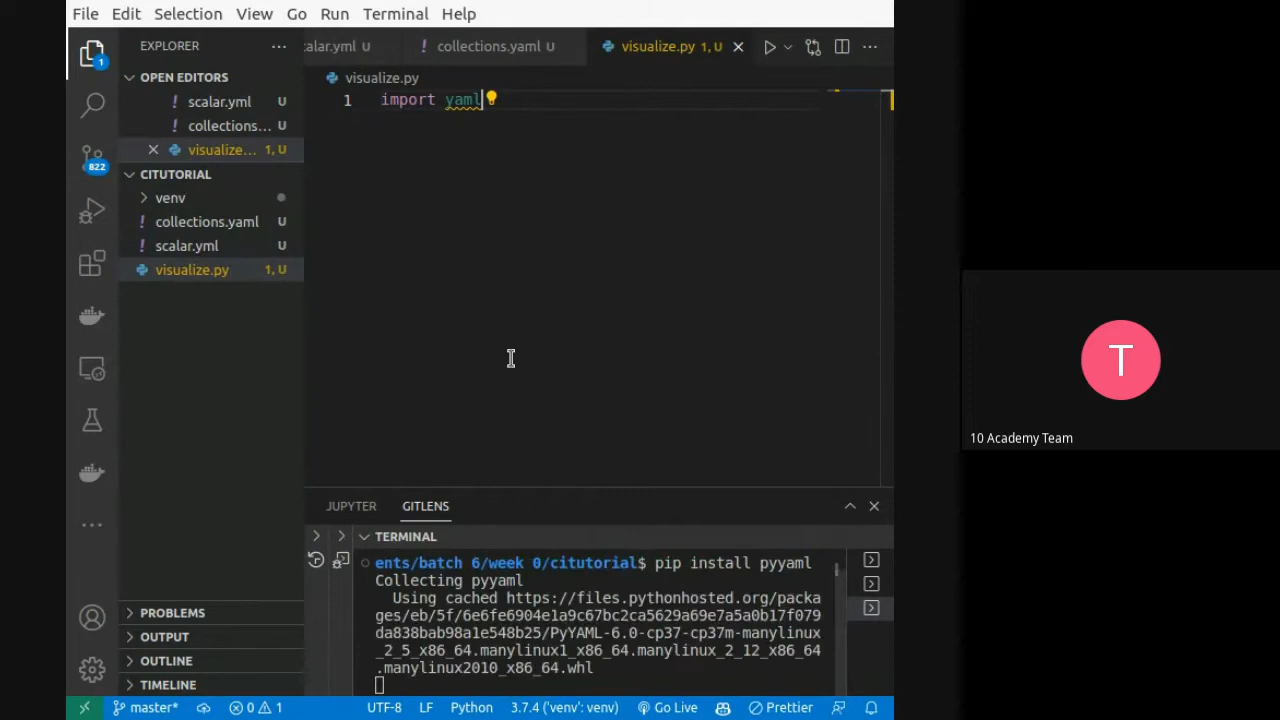 File Edit Selection View Go Run Terminal Help
EXPLORER
calar.yml U
collections.yaml U
visualize.py 1, U
OPEN EDITORS
scalar.yml U
collections... U
visualize... 1, U
CITUTORIAL
venv
collections.yaml U
scalar.yml U
visualize.py 1, U
1
822
visualize.py
1 import yaml
JUPYTER GITLENS
TERMINAL
ents/batch 6/week 0/citutorial$ pip install pyyaml
Collecting pyyaml
Using cached https://files.pythonhosted.org/packa
ges/eb/5f/6e6fe6904e1a9c67bc2ca5629a69e7a5a0b17f079
da838bab98a1e548b25/PyYAML-6.0-cp37-cp37m-manylinux
_2_5_x86_64.manylinux1_x86_64.manylinux_2_12_x86_64
.manylinux2010_x86_64.whl
PROBLEMS
OUTPUT
OUTLINE
TIMELINE
master* 0 1 UTF-8 LF Python 3.7.4 ('venv': venv) Go Live Prettier
T
10 Academy Team